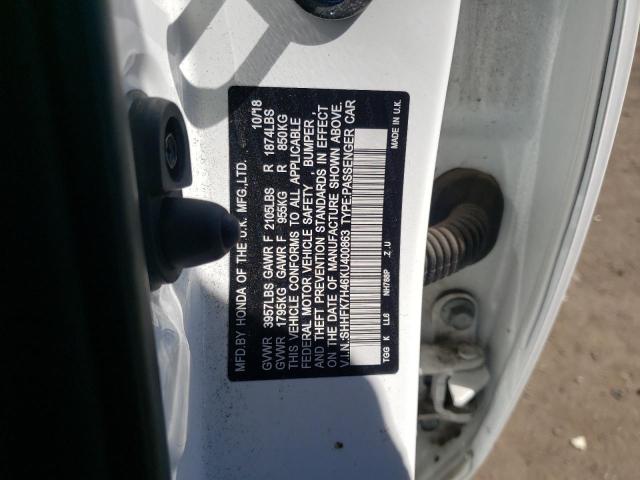 MFD.BY HONDA OF THE U.K. MFG.,LTD. 10/18
GVWR 3957LBS GAWR F 2105LBS R 1874LBS
GVWR 1795KG GAWR F 955KG R 850KG
THIS VEHICLE CONFORMS TO ALL APPLICABLE
FEDERAL MOTOR VEHICLE SAFETY , BUMPER ,
AND THEFT PREVENTION STANDARDS IN EFFECT
ON THE DATE OF MANUFACTURE SHOWN ABOVE.
V.I.N.:SHHFK7H46KU400863 TYPE:PASSENGER CAR
MADE IN U.K.
TGG K LL6 NH788P .Z .U